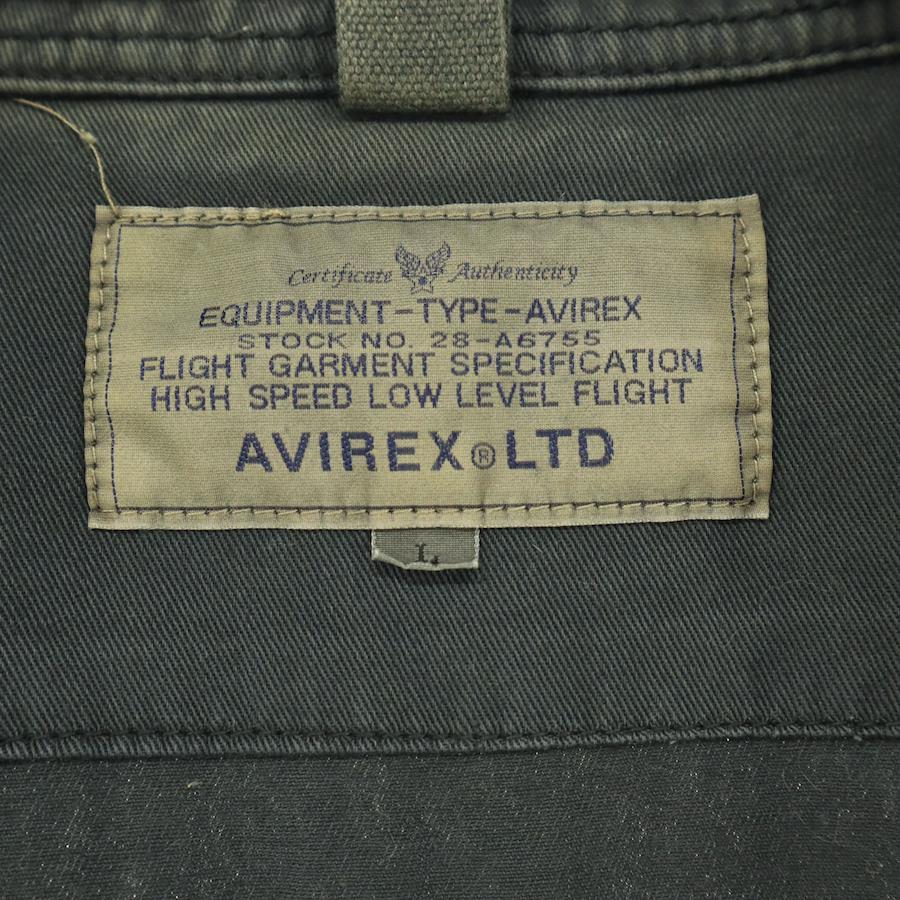 Certificate Authenticity
EQUIPMENT-TYPE-AVIREX
STOCK NO. 28-A6755
FLIGHT GARMENT SPECIFICATION
HIGH SPEED LOW LEVEL FLIGHT
AVIREX®LTD
L